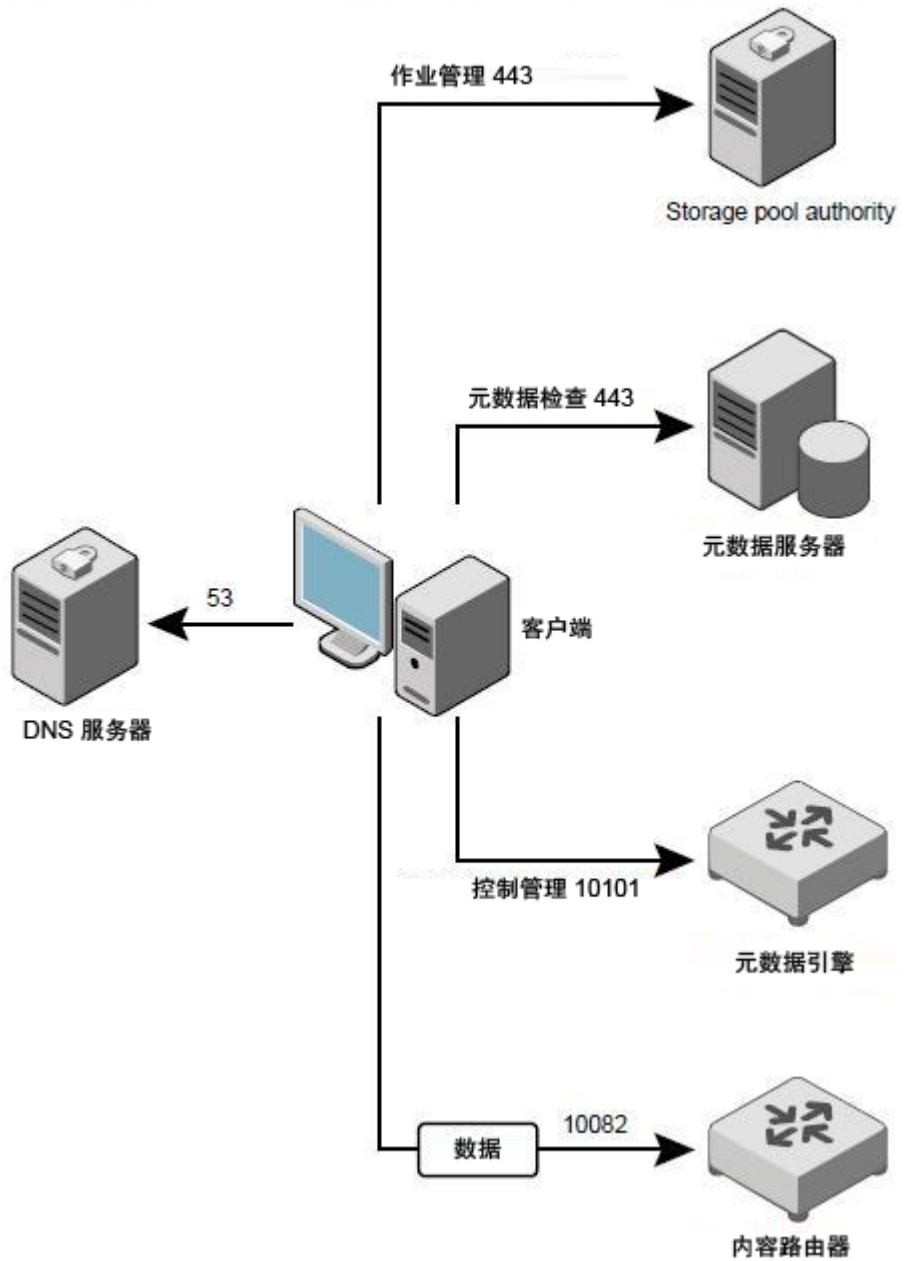 作业管理 443
Storage pool authority
元数据检查 443
元数据服务器
53
客户端
DNS 服务器
控制管理 10101
元数据引擎
数据
10082
内容路由器